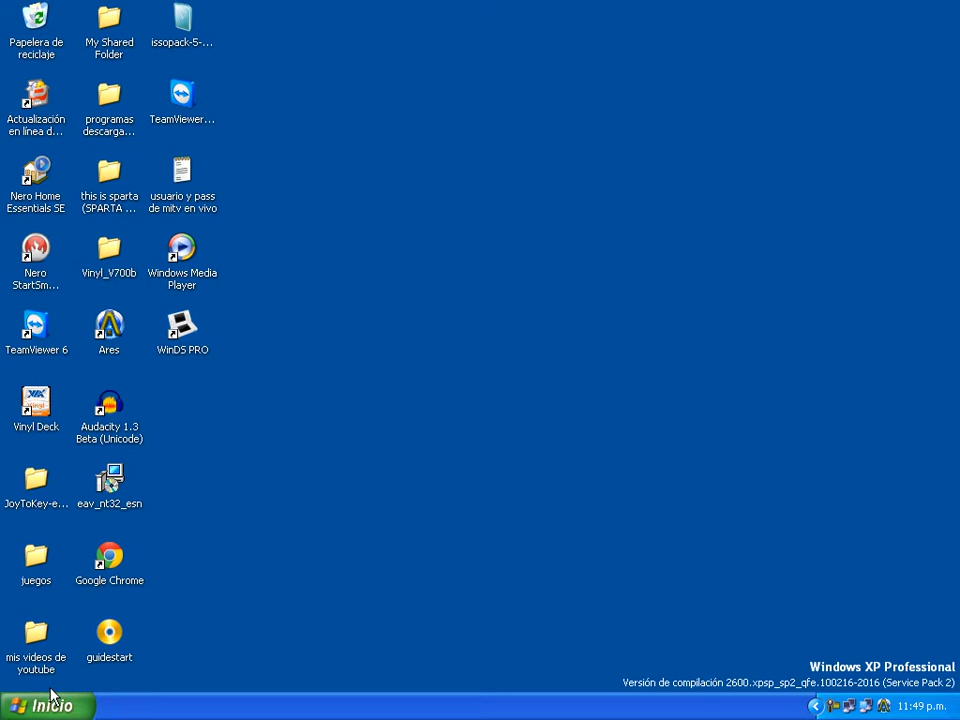 Papelera de
reciclaje
My Shared
Folder
issopack-5-...
Actualización
en línea d...
programas
descarga...
TeamViewer...
Nero Home
Essentials SE
this is sparta
(SPARTA ...
usuario y pass
de mitv en vivo
Nero
StartSm...
Vinyl_V700b
Windows Media
Player
TeamViewer 6
Ares
WinDS PRO
Vinyl Deck
Audacity 1.3
Beta (Unicode)
JoyToKey-e...
eav_nt32_esn
juegos
Google Chrome
mis videos de
youtube
guidestart
Windows XP Professional
Versión de compilación 2600.xpsp_sp2_qfe.100216-2016 (Service Pack 2)
Inicio
11:49 p.m.